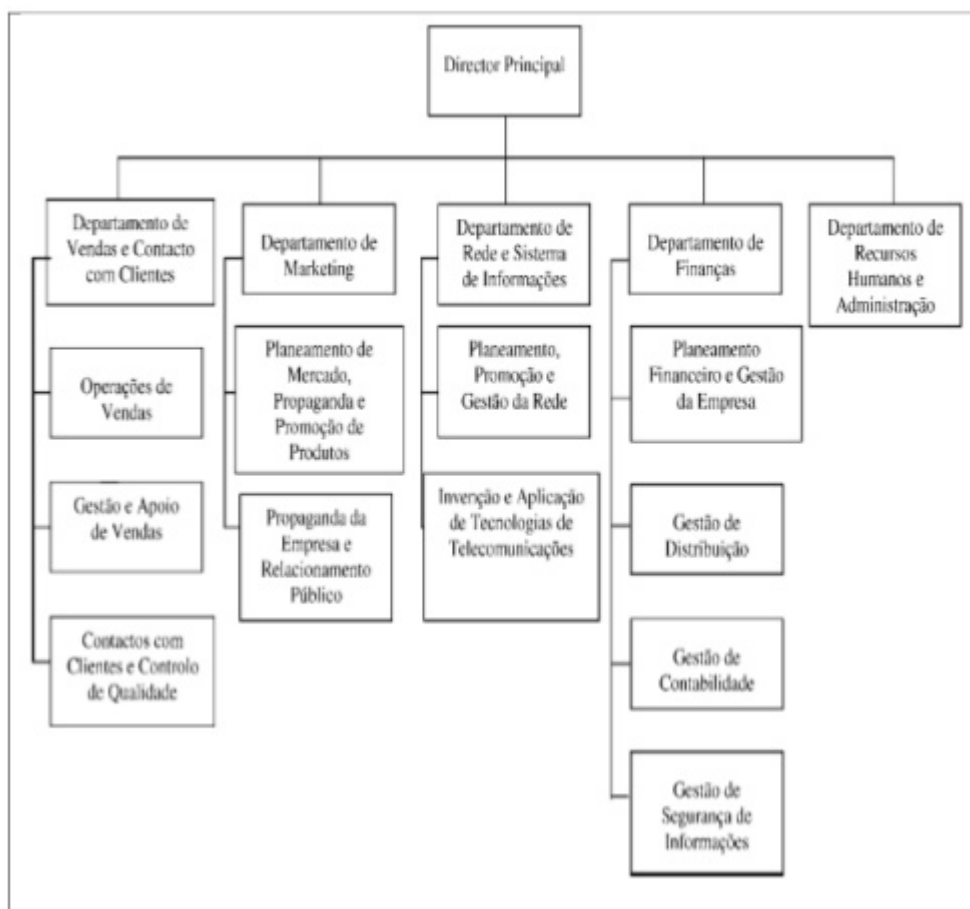 Director Principal
Departamento de
Vendas e Contacto
com Clientes
Departamento de
Marketing
Departamento de
Rede e Sistema
de Informações
Departamento de
Finanças
Departamento de
Recursos
Humanos e
Administração
Operações de
Vendas
Planeamento de
Mercado,
Propaganda e
Promoção de
Produtos
Planeamento,
Promoção e
Gestão da Rede
Planeamento
Financeiro e Gestão
da Empresa
Gestão e Apoio
de Vendas
Propaganda da
Empresa e
Relacionamento
Público
Invenção e Aplicação
de Tecnologias de
Telecomunicações
Gestão de
Distribuição
Contactos com
Clientes e Controlo
de Qualidade
Gestão de
Contabilidade
Gestão de
Segurança de
Informações